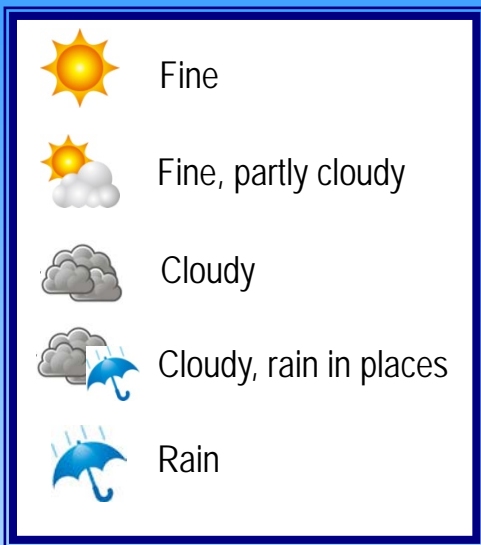 Fine
Fine, partly cloudy
Cloudy
Cloudy, rain in places
Rain